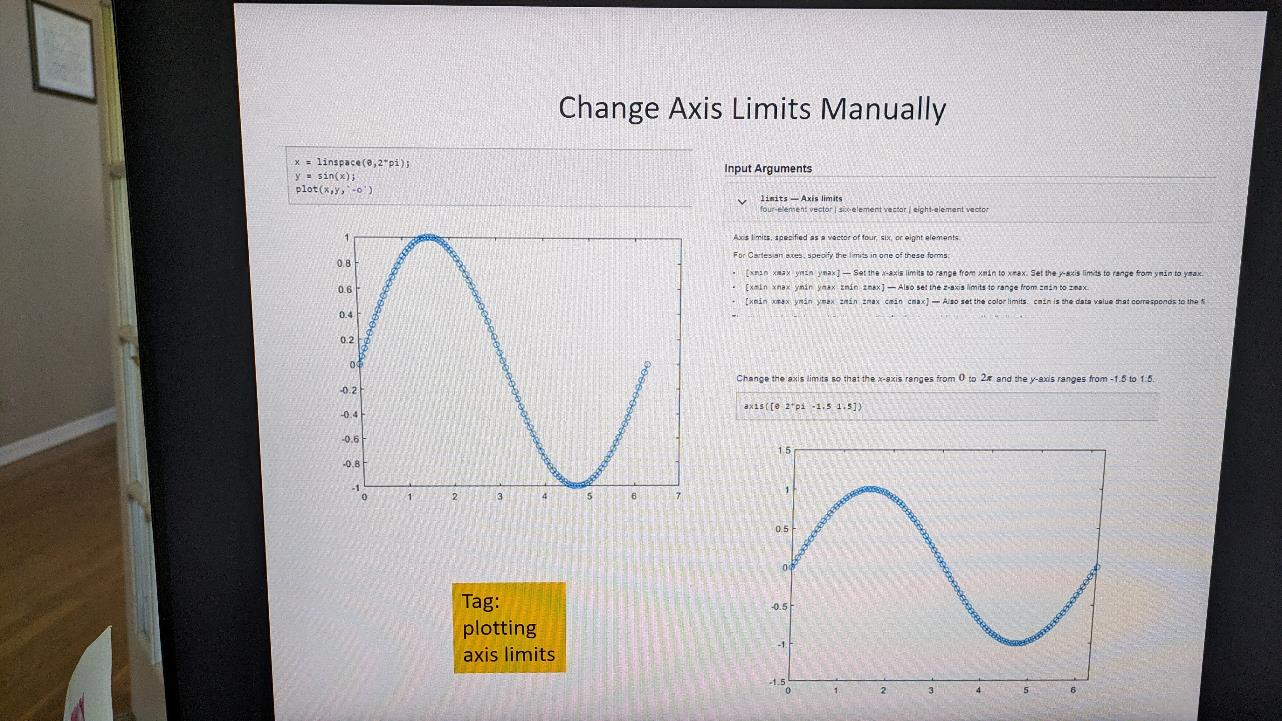 Change Axis Limits Manually
x = linspace(0,2*pi);
y = sin(x);
plot(x,y,'-o')
1
0.8
0.6
0.4
0.2
0
-0.2
-0.4
-0.6
-0.8
-1
0 1 2 3 4 5 6 7
Tag:
plotting
axis limits
Input Arguments
limits — Axis limits
four-element vector | six-element vector | eight-element vector
Axis limits, specified as a vector of four, six, or eight elements.
For Cartesian axes, specify the limits in one of these forms:
• [xmin xmax ymin ymax] — Set the x-axis limits to range from xmin to xmax. Set the y-axis limits to range from ymin to ymax.
• [xmin xmax ymin ymax zmin zmax] — Also set the z-axis limits to range from zmin to zmax.
• [xmin xmax ymin ymax zmin zmax cmin cmax] — Also set the color limits. cmin is the data value that corresponds to the fi
Change the axis limits so that the x-axis ranges from 0 to 2π and the y-axis ranges from -1.5 to 1.5.
axis([0 2*pi -1.5 1.5])
1.5
1
0.5
0
-0.5
-1
-1.5
0 1 2 3 4 5 6